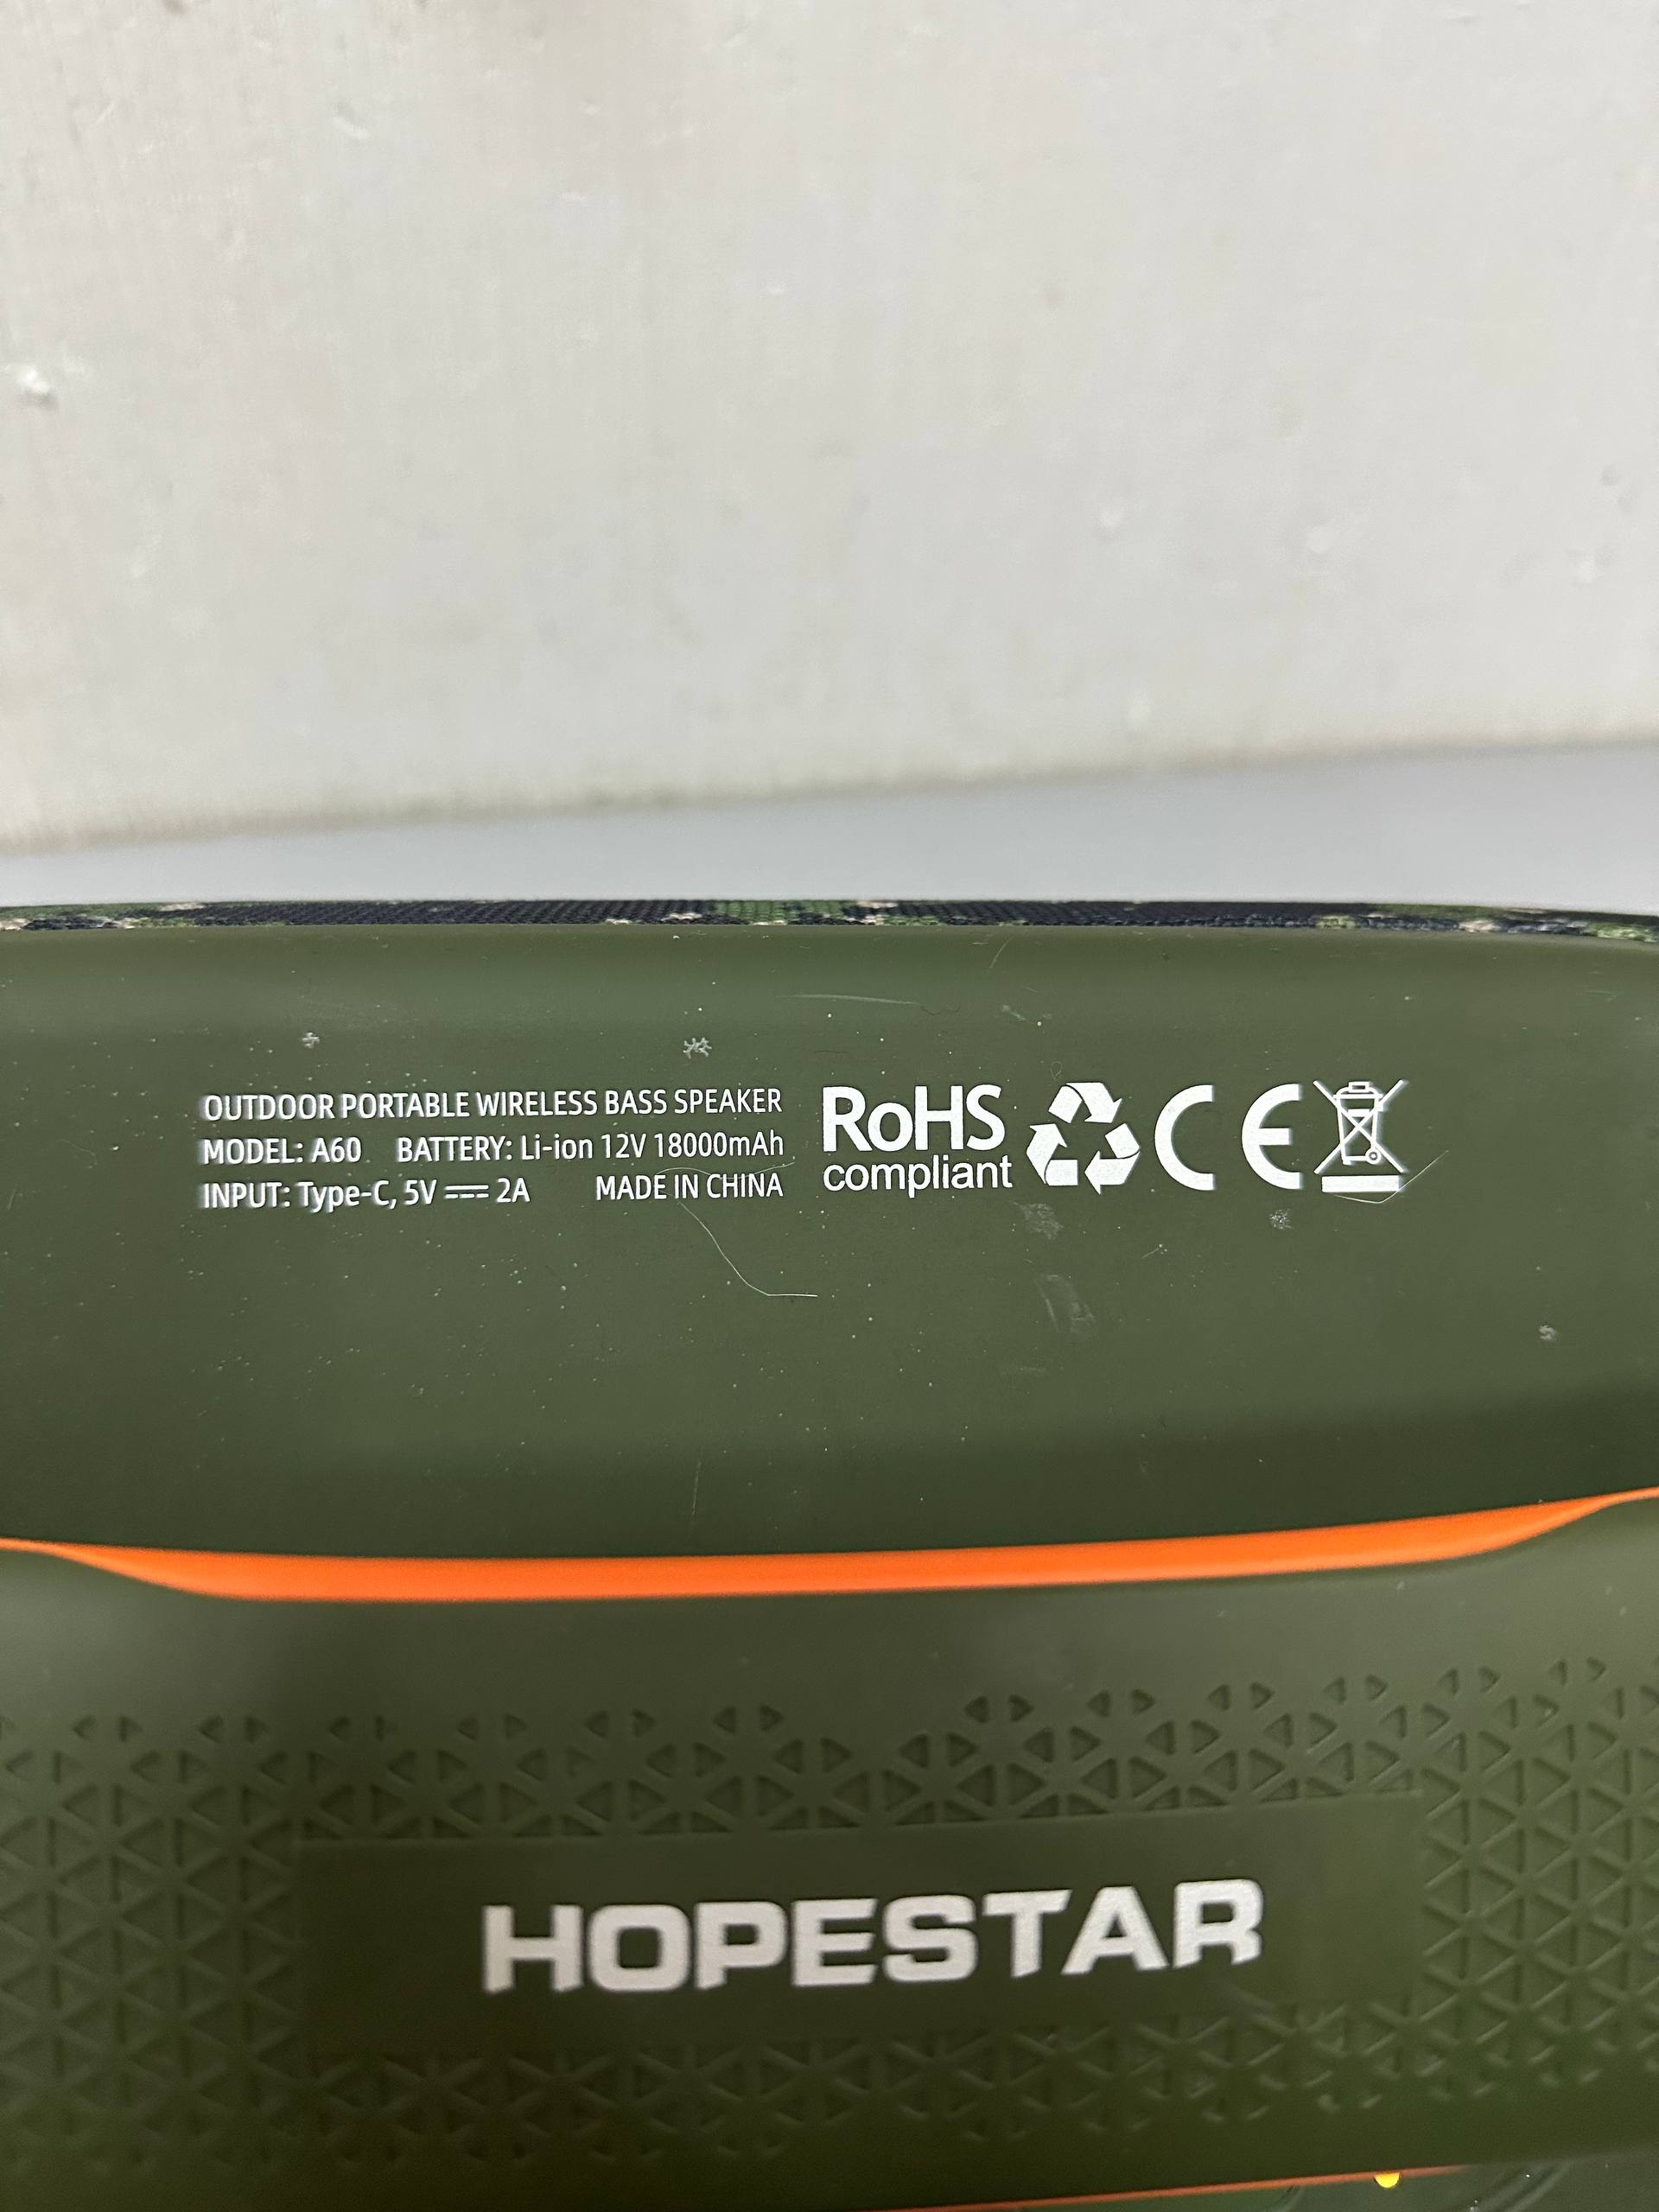 OUTDOOR PORTABLE WIRELESS BASS SPEAKER
MODEL: A60 BATTERY: Li-ion 12V 18000mAh
INPUT: Type-C, 5V ⎓ 2A MADE IN CHINA
RoHS
compliant
CE
HOPESTAR